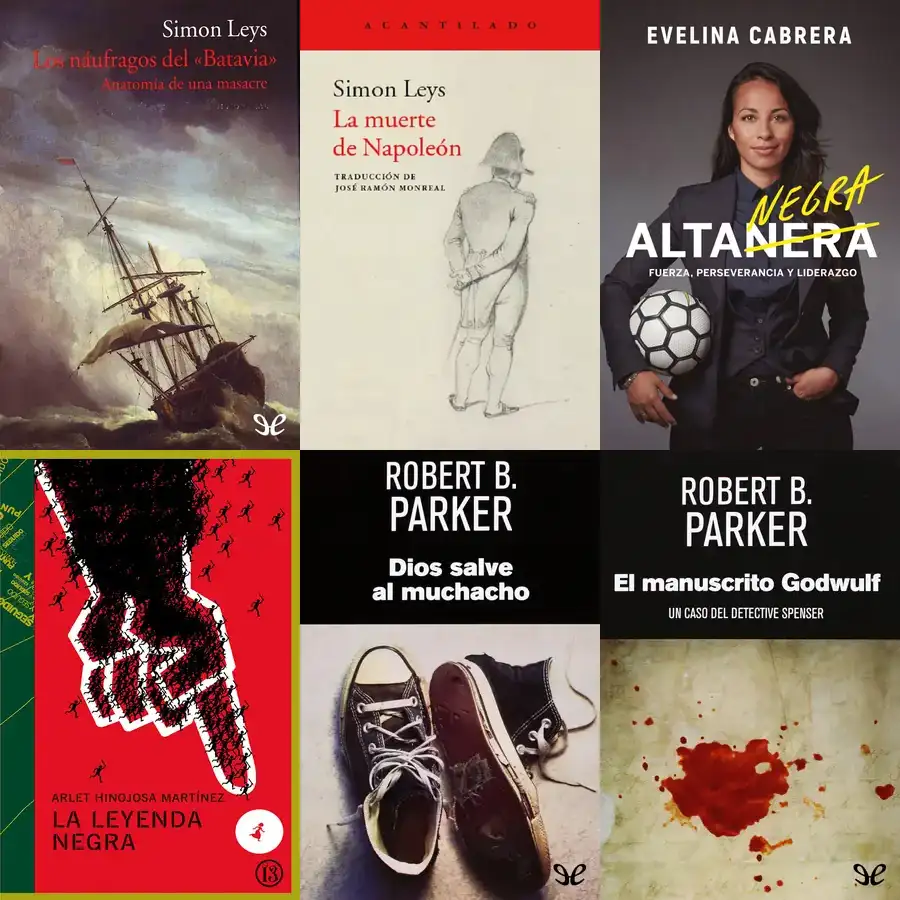 Simon Leys
Los náufragos del «Batavia»
Anatomía de una masacre
ACANTILADO
Simon Leys
La muerte
de Napoleón
TRADUCCIÓN DE
JOSÉ RAMÓN MONREAL
EVELINA CABRERA
NEGRA
ALTANERA
FUERZA, PERSEVERANCIA Y LIDERAZGO
ARLET HINOJOSA MARTÍNEZ
LA LEYENDA
NEGRA
13
ROBERT B.
PARKER
Dios salve
al muchacho
ROBERT B.
PARKER
El manuscrito Godwulf
UN CASO DEL DETECTIVE SPENSER